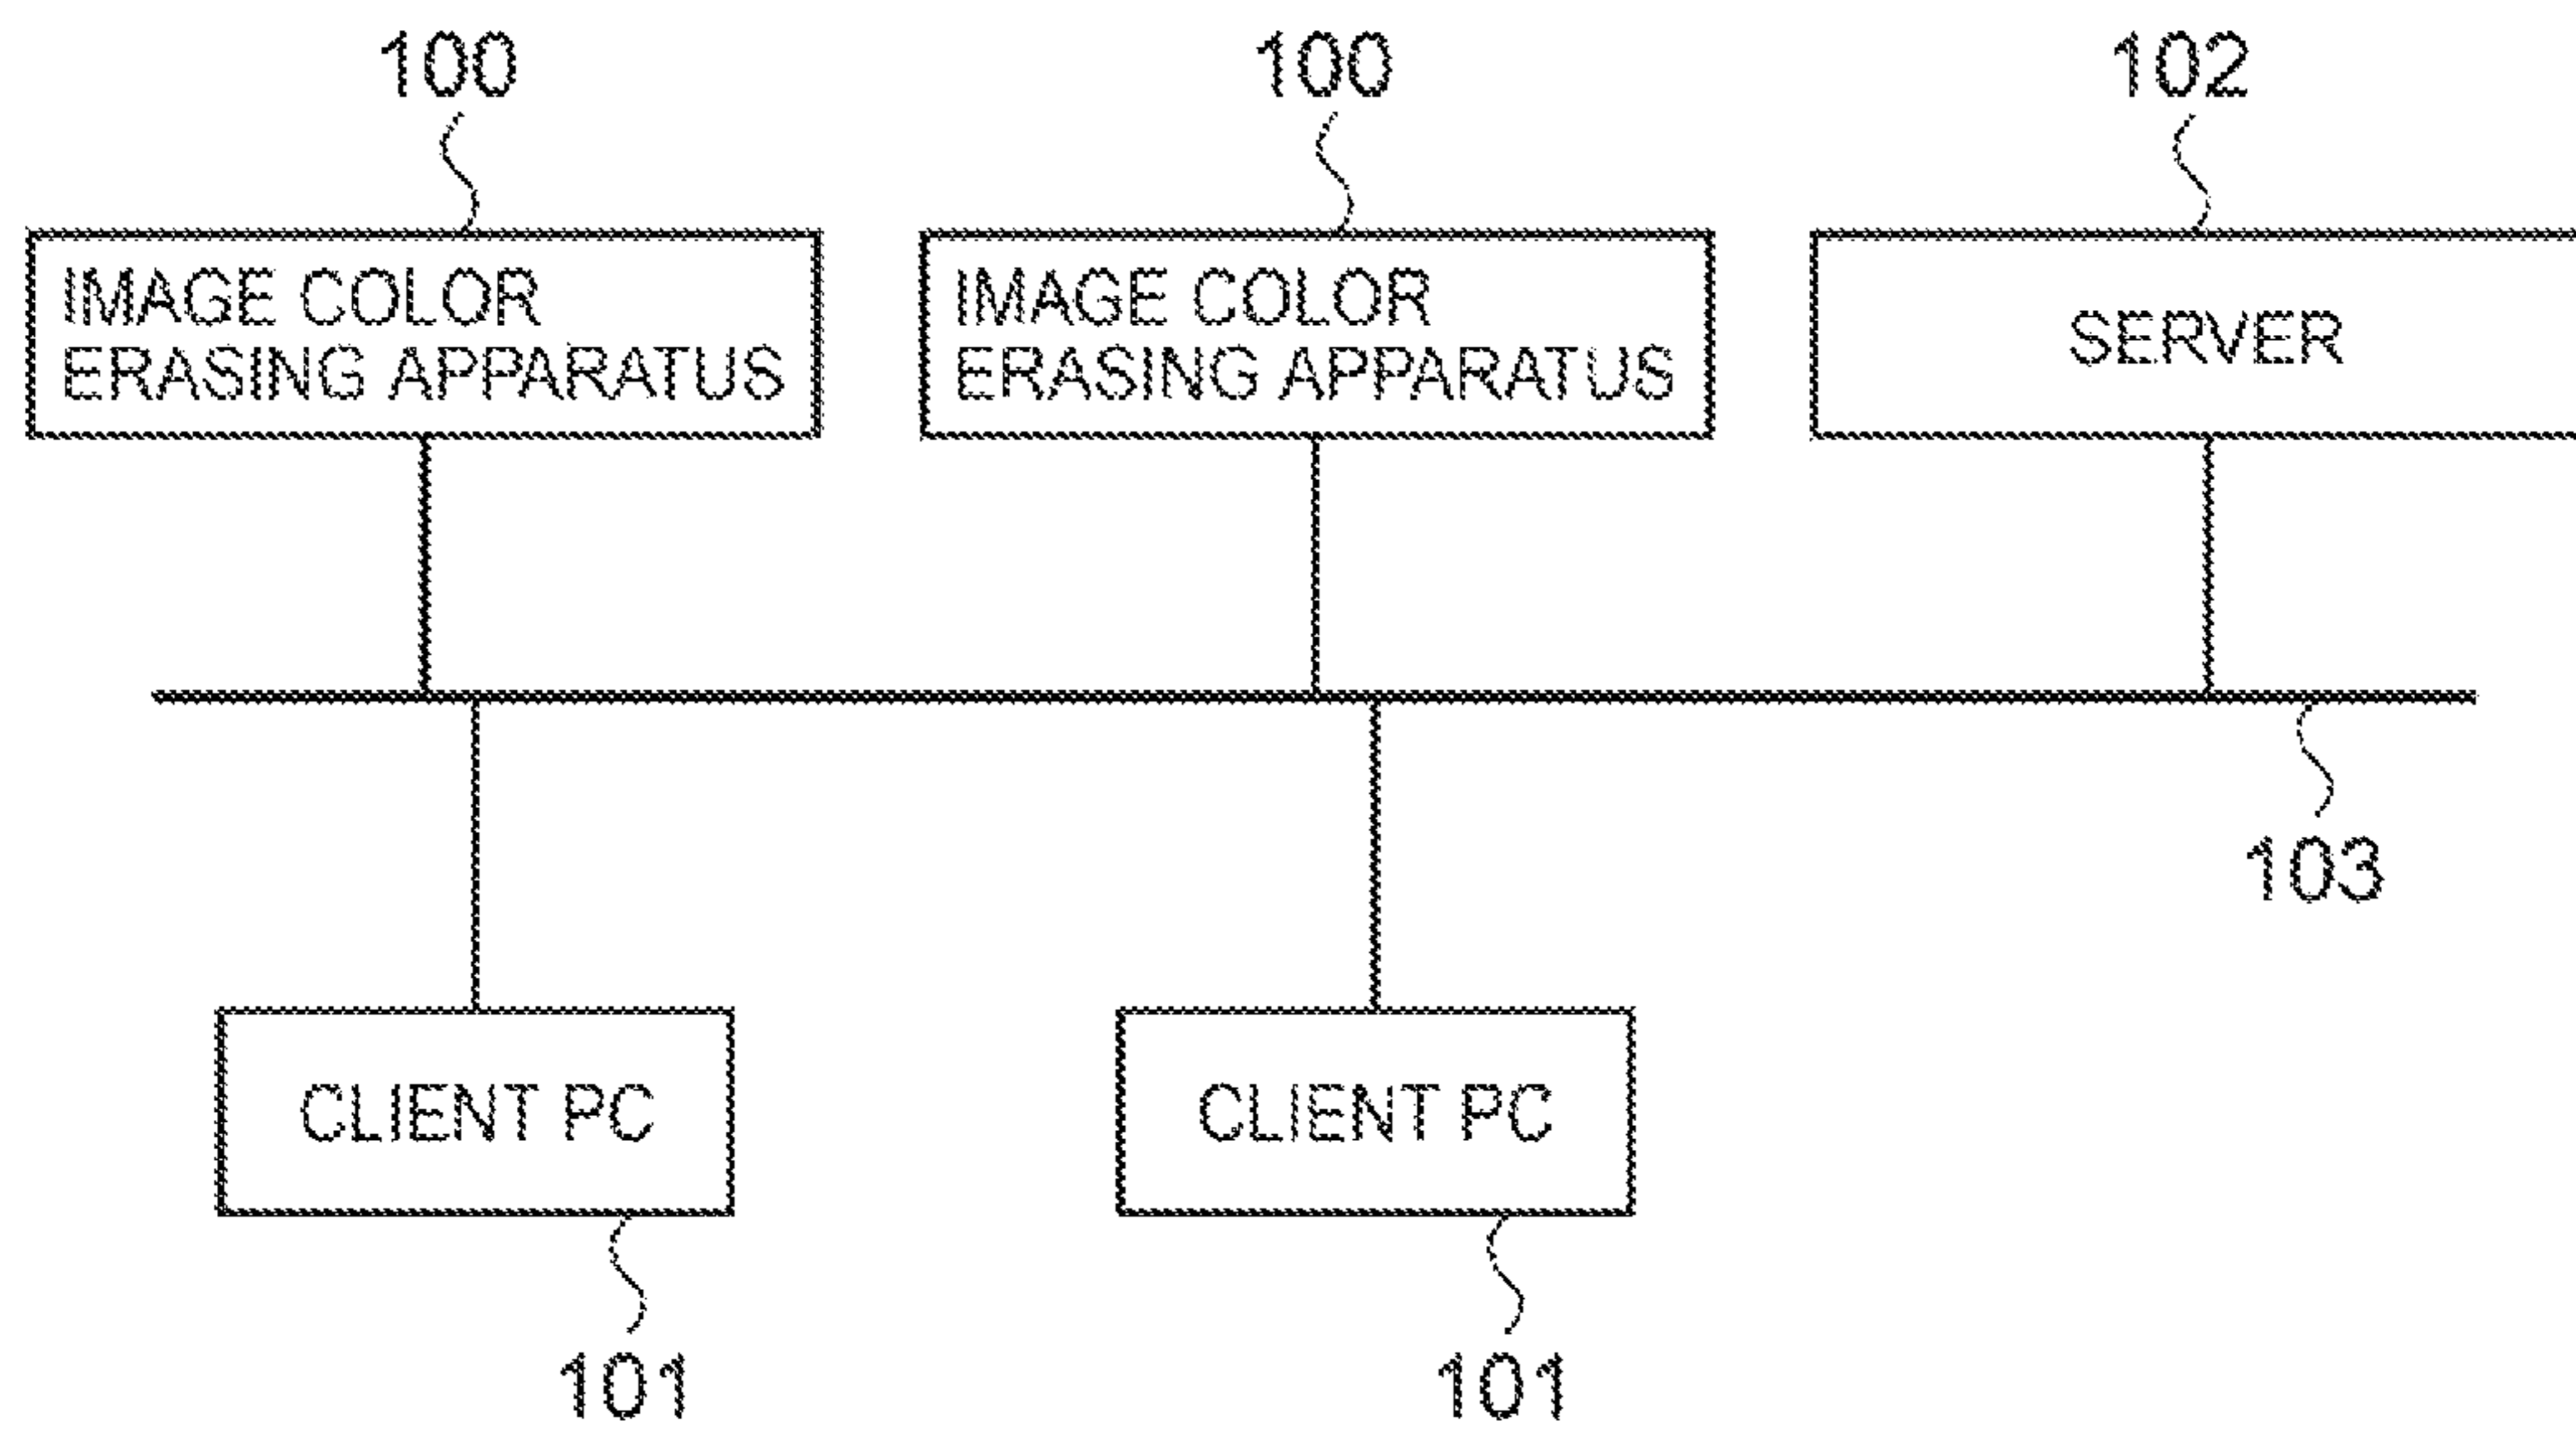 100
100
102
IMAGE COLOR
ERASING APPARATUS
IMAGE COLOR
ERASING APPARATUS
SERVER
103
CLIENT PC
CLIENT PC
101
101